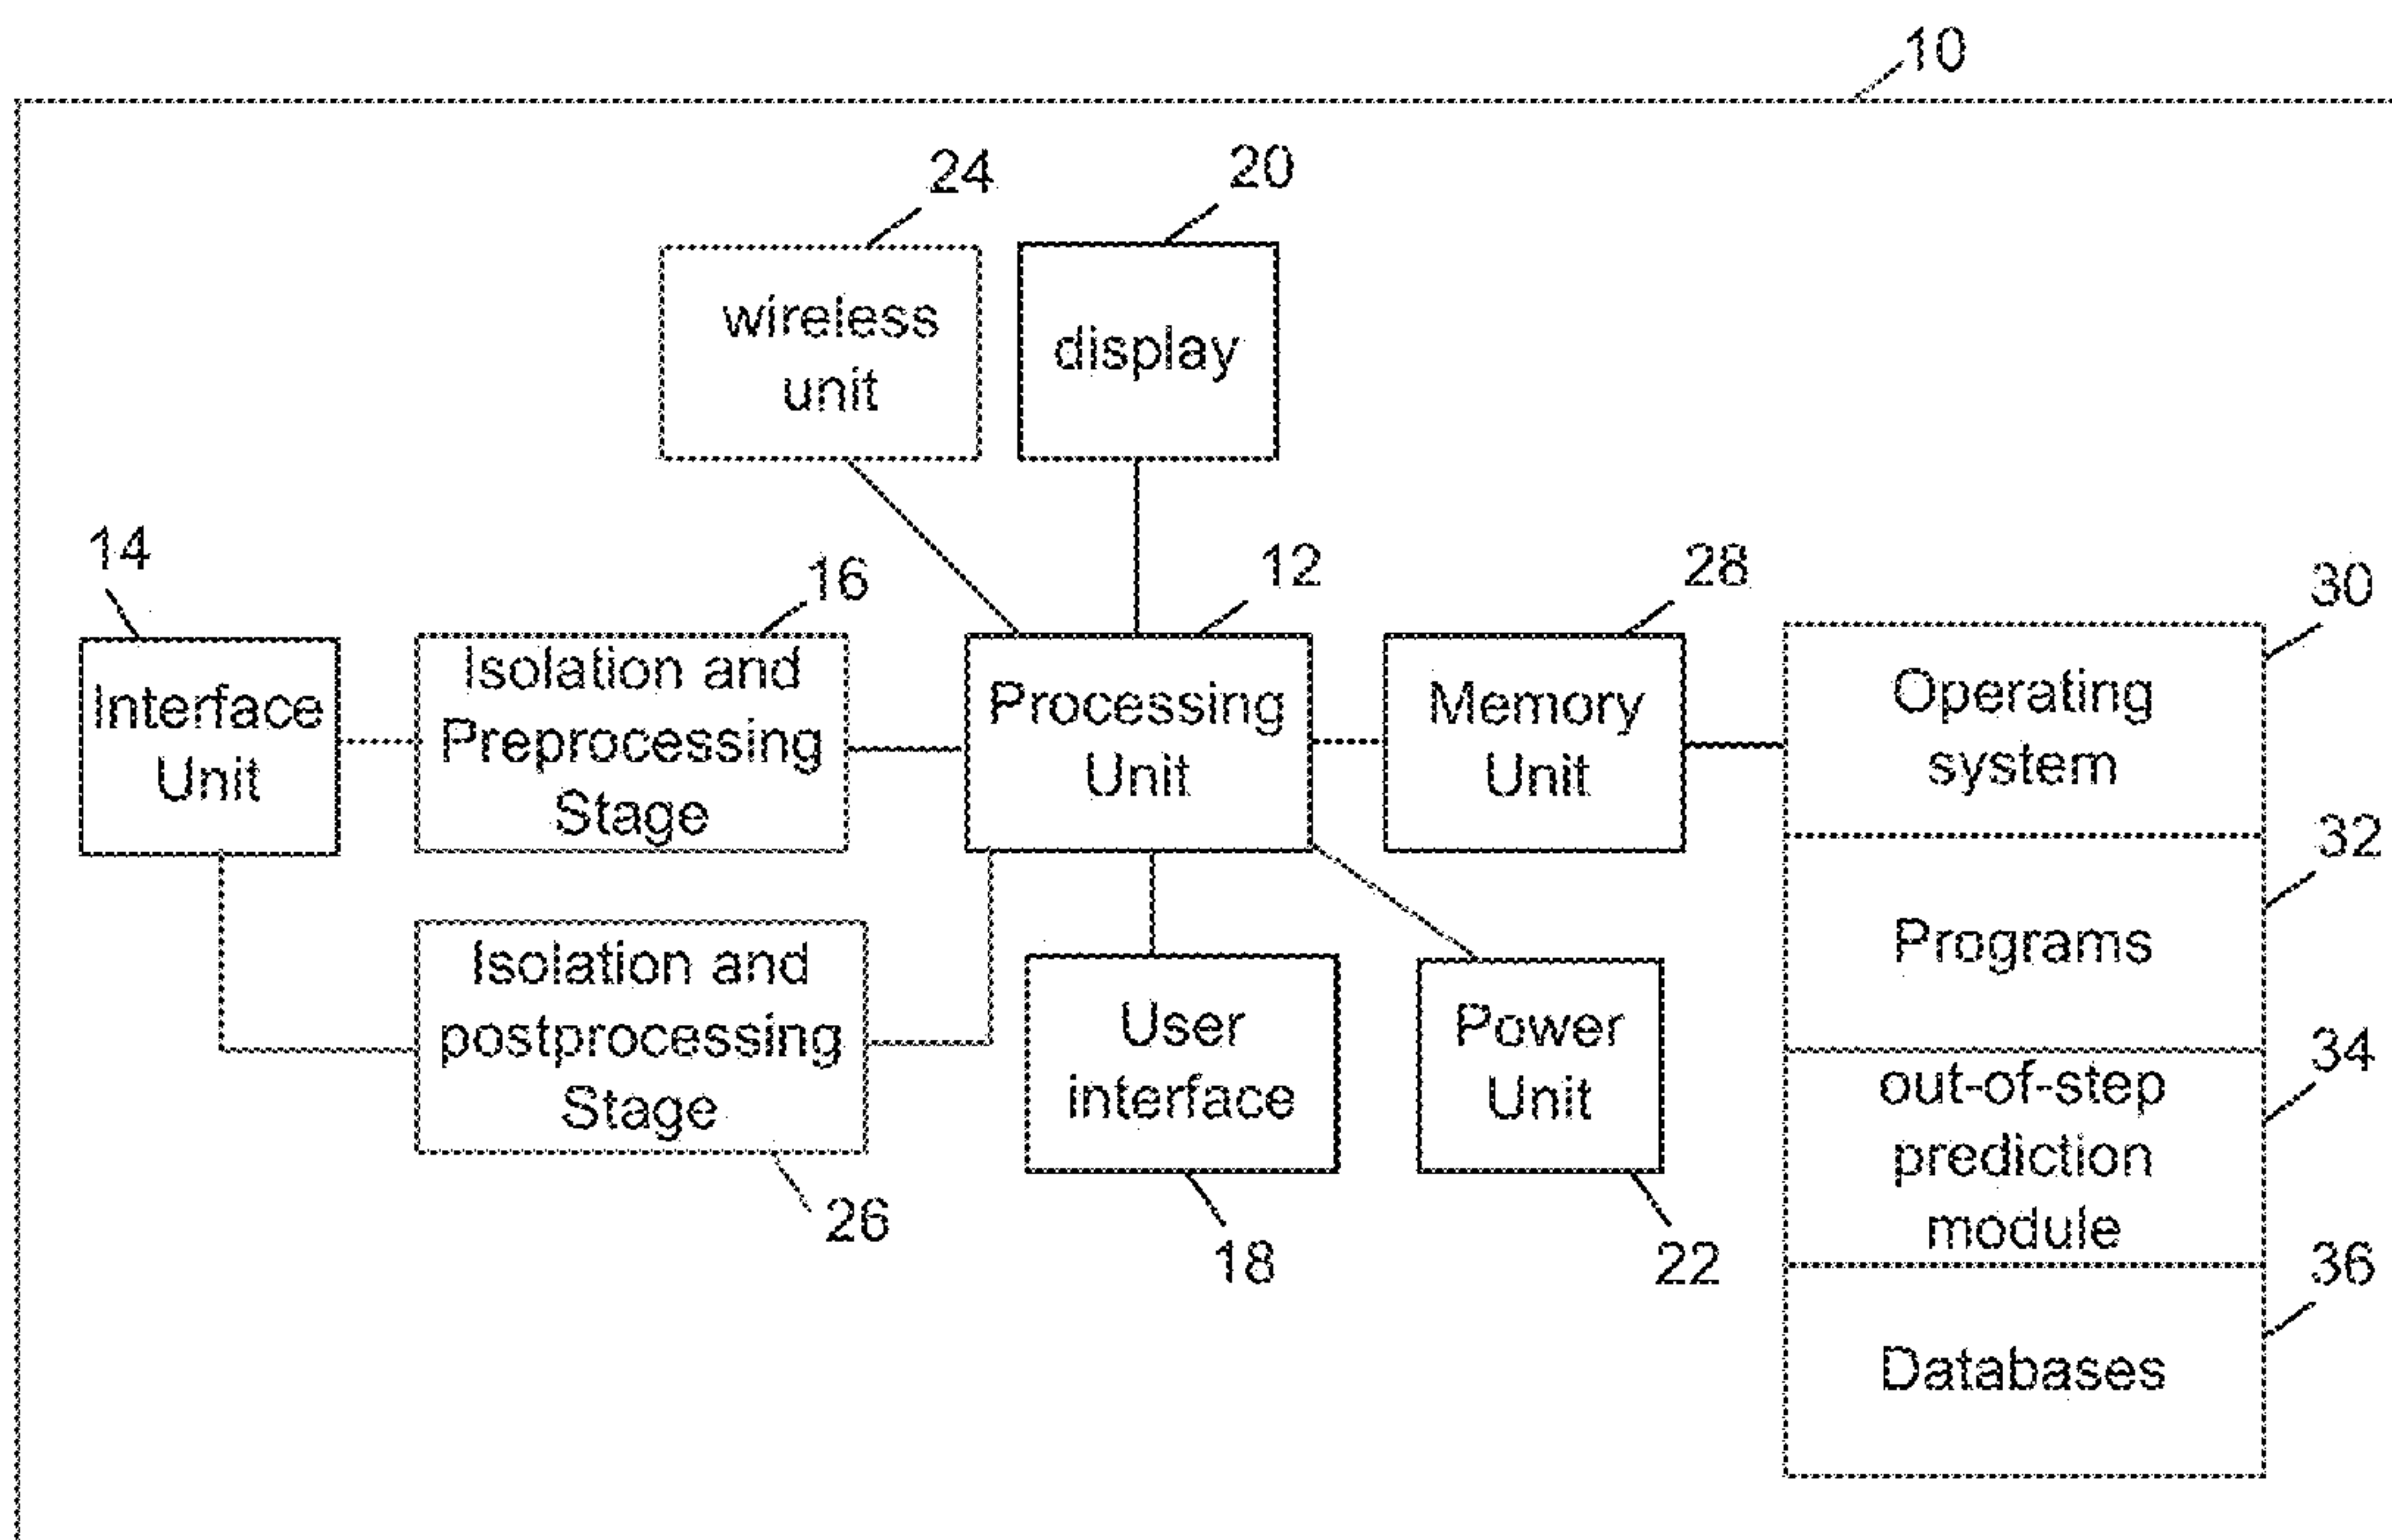 10
24
20
wireless
unit
display
14
16
12
28
30
Interface
Unit
Isolation and
Preprocessing
Stage
Processing
Unit
Memory
Unit
Operating
system
32
Programs
Isolation and
postprocessing
Stage
User
interface
Power
Unit
34
out-of-step
prediction
module
26
18
22
36
Databases